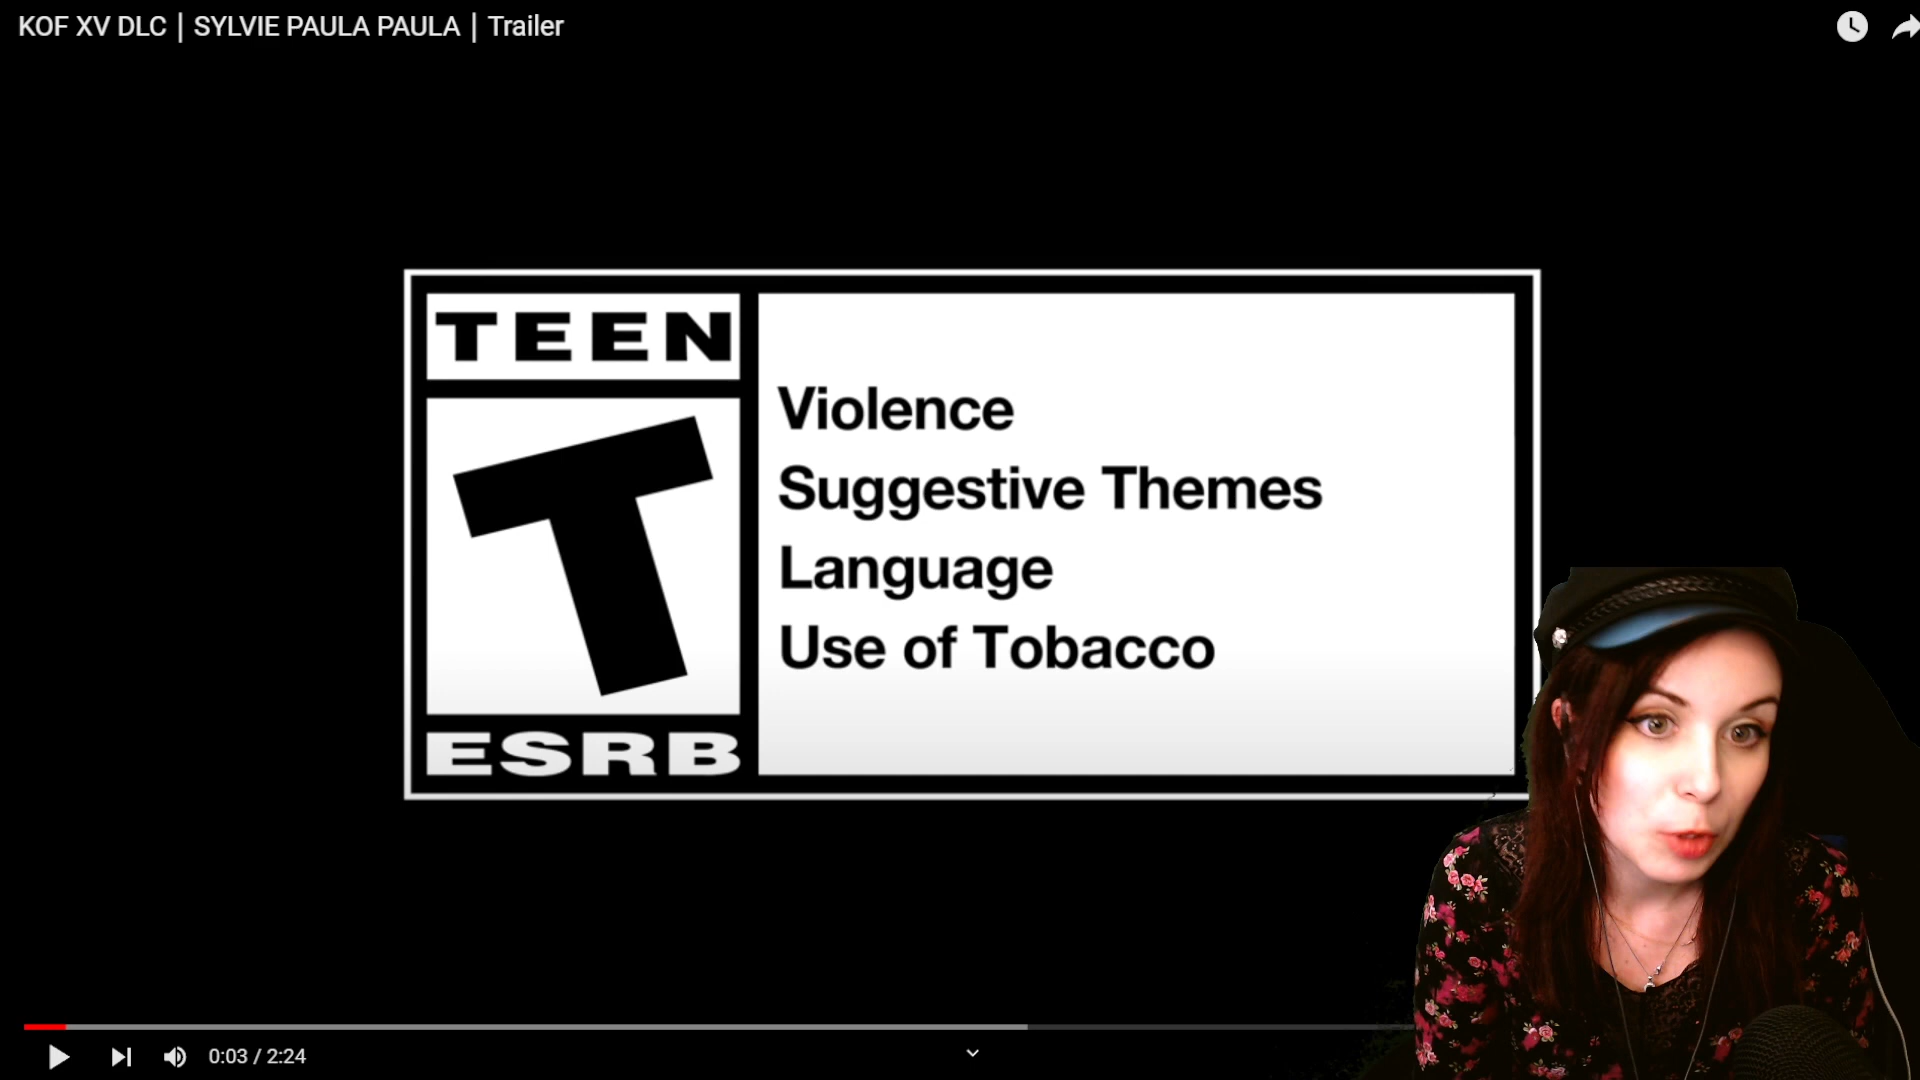 KOF XV DLC | SYLVIE PAULA PAULA | Trailer
TEEN
T
ESRB
Violence
Suggestive Themes
Language
Use of Tobacco
0:03 / 2:24